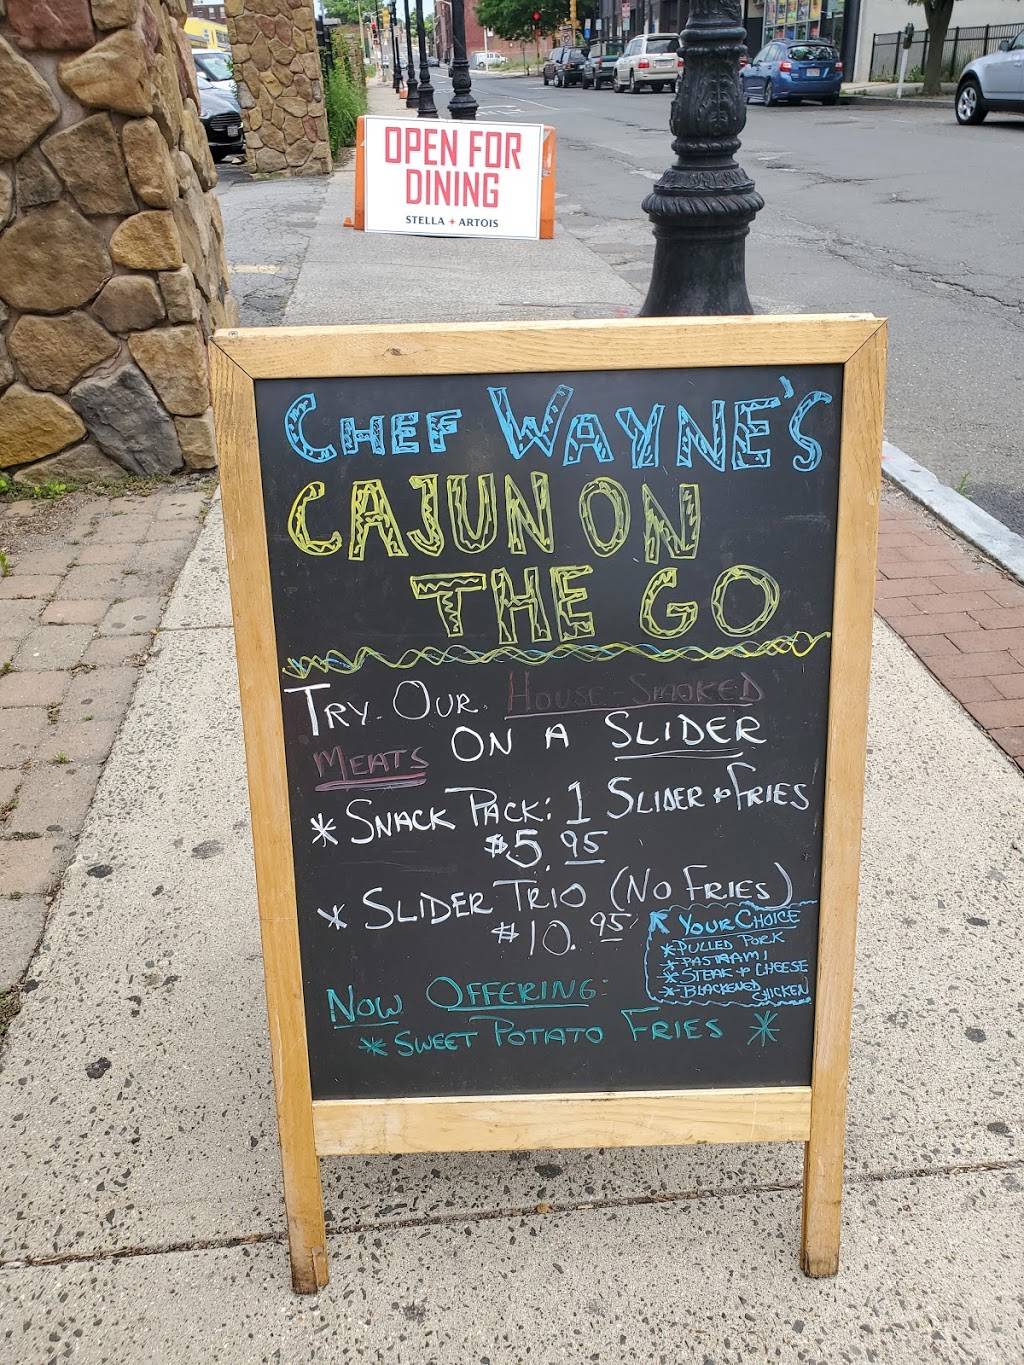 OPEN FOR
DINING
STELLA ARTOIS
CHEF WAYNE'S
CAJUN ON
THE GO
TRY OUR HOUSE-SMOKED
MEATS ON A SLIDER
* SNACK PACK: 1 SLIDER & FRIES
$5.95
* SLIDER TRIO (NO FRIES)
$10.95
YOUR CHOICE
* PULLED PORK
* PASTRAMI
* STEAK & CHEESE
* BLACKENED
CHICKEN
NOW OFFERING:
* SWEET POTATO FRIES *